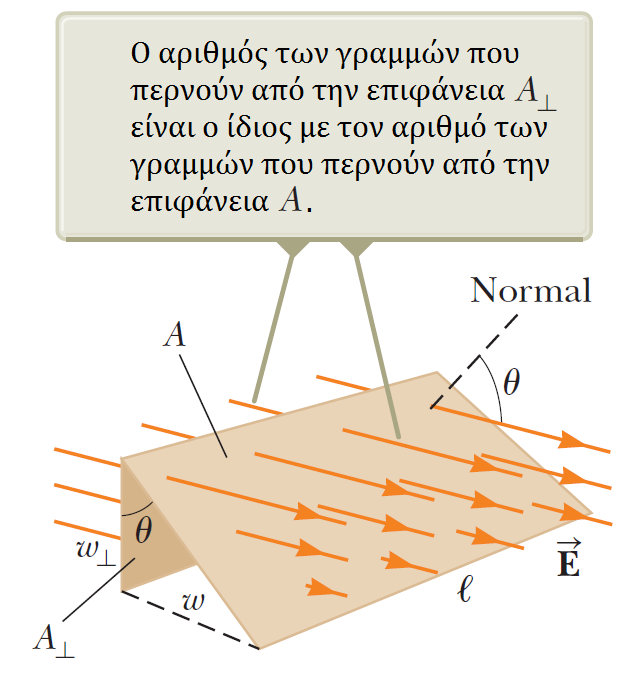 Ο αριθμός των γραμμών που
περνούν από την επιφάνεια A⊥
είναι ο ίδιος με τον αριθμό των
γραμμών που περνούν από την
επιφάνεια A.
Normal
A
θ
θ
w⊥
w
ℓ
E⃗
A⊥